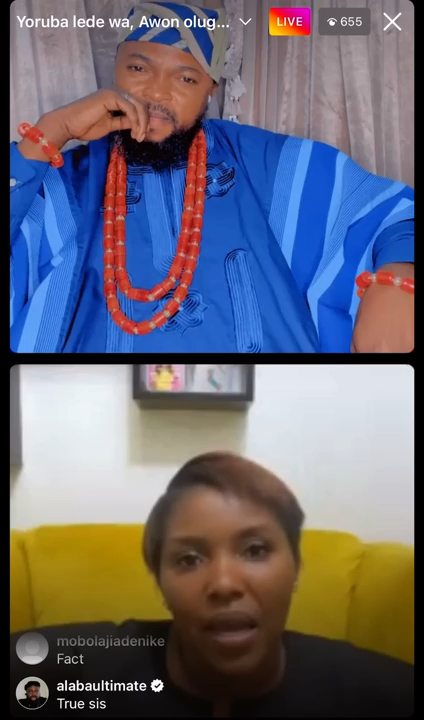 Yoruba lede wa, Awon olug...
LIVE
655
mobolajiadenike
Fact
alabaultimate
True sis